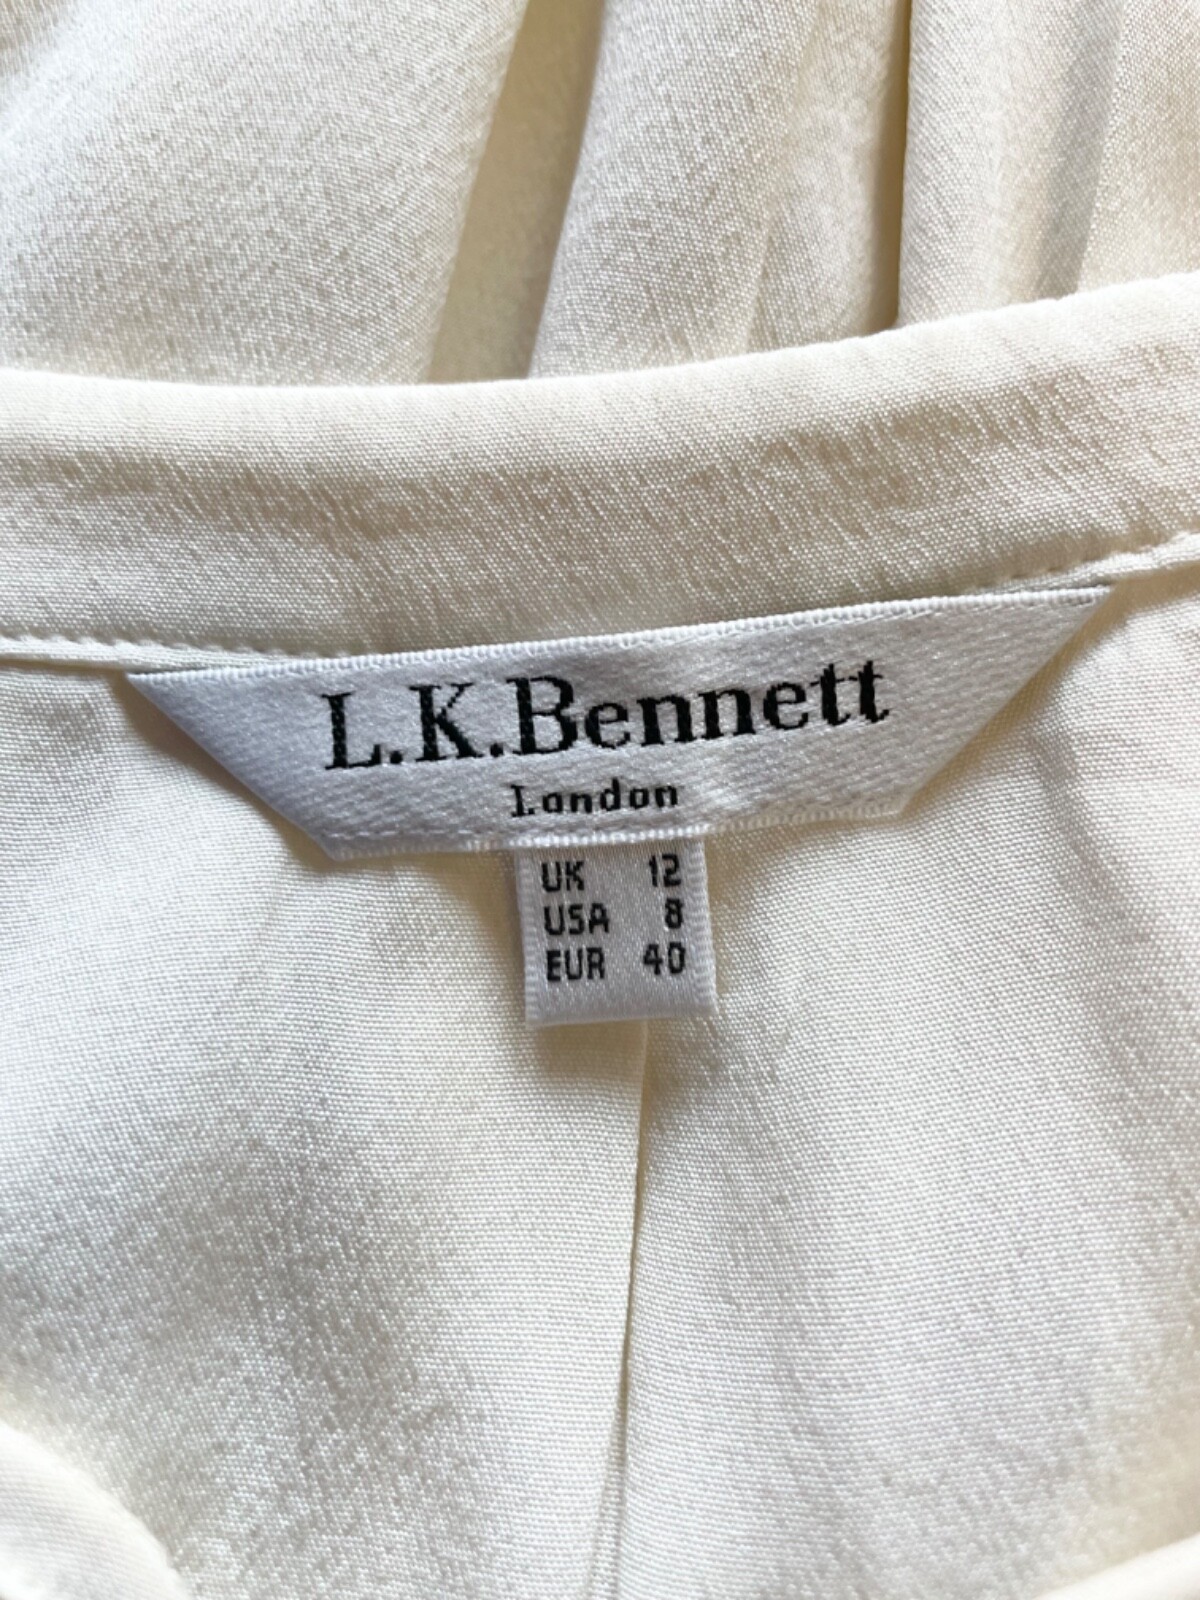 L.K.Bennett
London
UK 12
USA 8
EUR 40